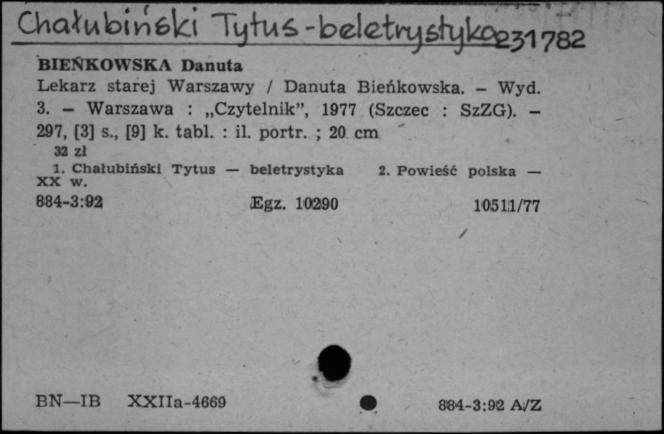 Chałubiński Tytus - beletrystyka 231782
BIEŃKOWSKA Danuta
Lekarz starej Warszawy / Danuta Bieńkowska. — Wyd.
3. — Warszawa : „Czytelnik”, 1977 (Szczec : SzZG). —
297, [3] s., [9] k. tabl. : il. portr. ; 20 cm
32 zł
1. Chałubiński Tytus — beletrystyka 2. Powieść polska —
XX w.
884-3:92 Egz. 10290 10511/77
BN—IB XXIIa-4669 884-3:92 A/Z